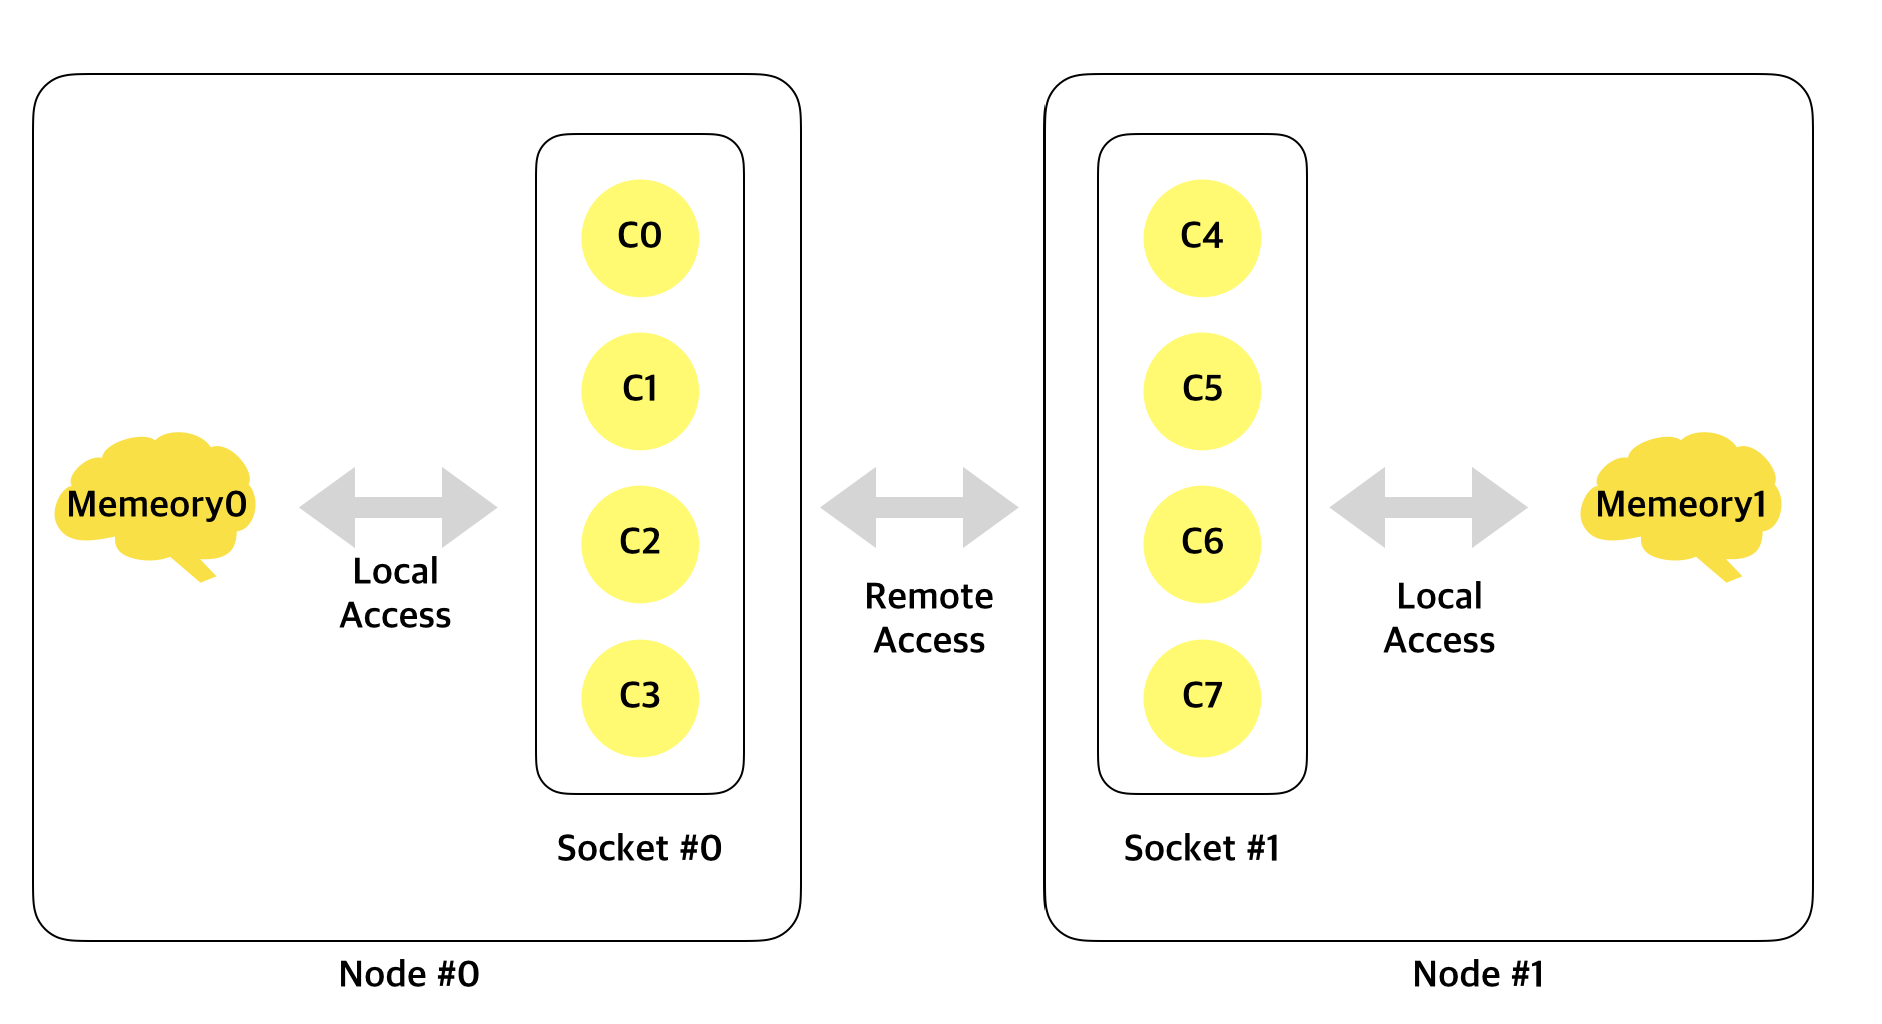 C0
C1
C2
C3
Memeory0
Local
Access
Socket #0
Node #0
Remote
Access
C4
C5
C6
C7
Local
Access
Memeory1
Socket #1
Node #1